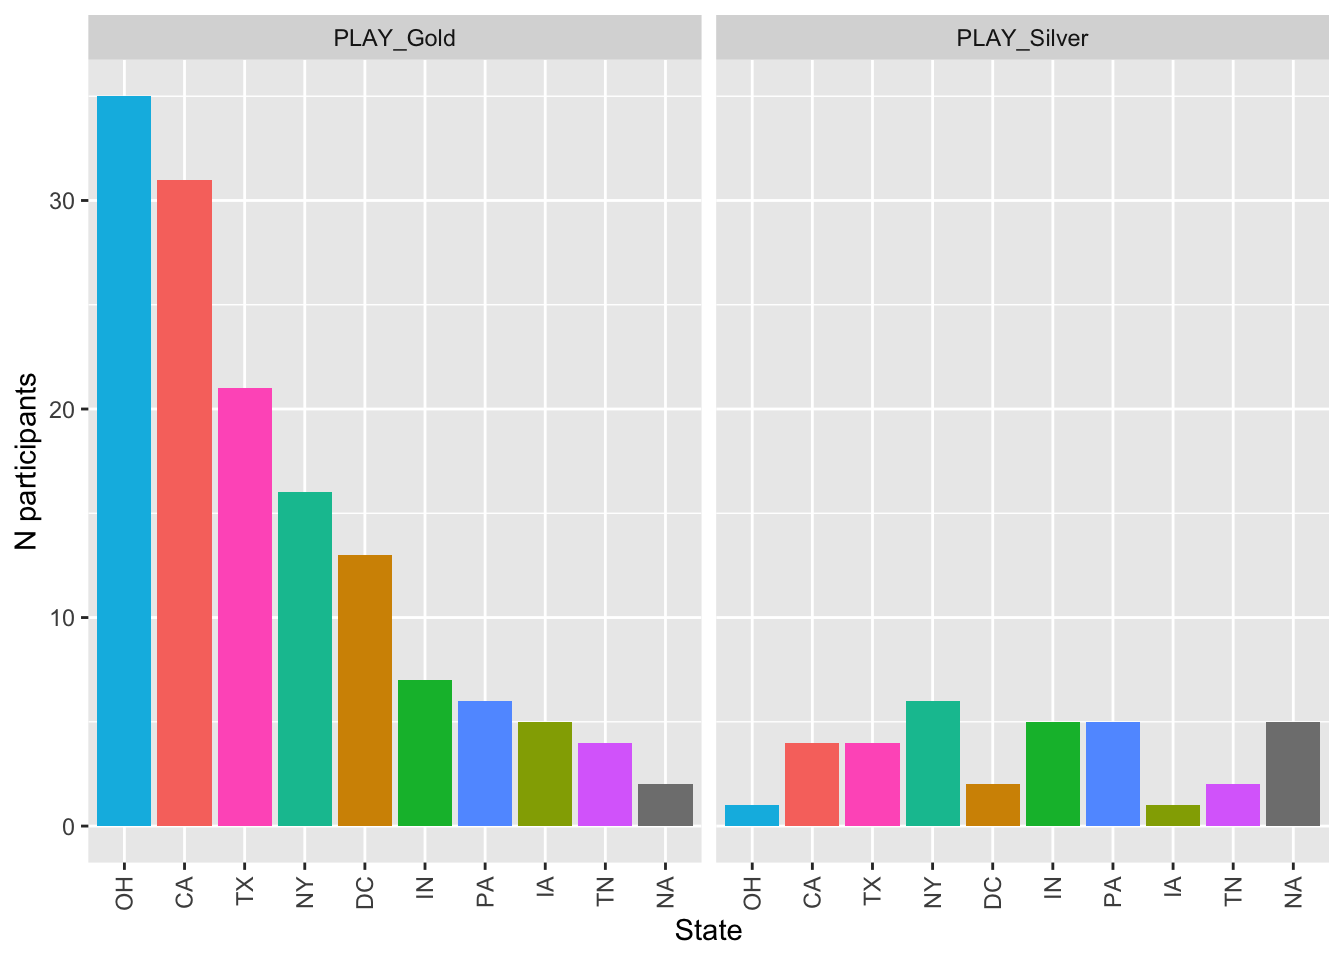 PLAY_Gold PLAY_Silver
N participants
30
20
10
0
OH CA TX NY DC IN PA IA TN NA OH CA TX NY DC IN PA IA TN NA
State